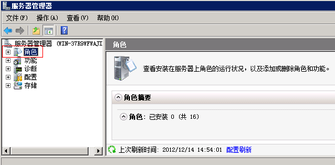 服务器管理器
文件(F) 操作(A) 查看(V) 帮助(H)
服务器管理器 (WIN-37RSWFVAJI
角色
功能
诊断
配置
存储
角色
查看安装在服务器上角色的运行状况，以及添加或删除角色和功能。
角色摘要
角色: 已安装 0 (共 16)
上次刷新时间: 2012/12/14 14:54:01 配置刷新